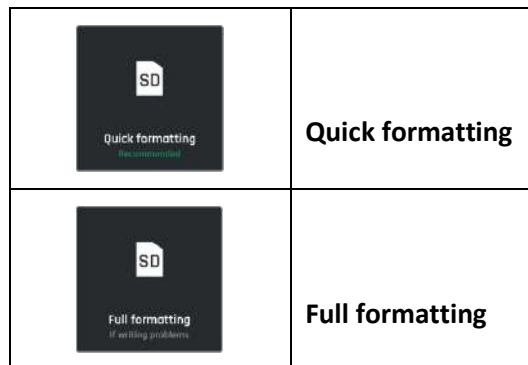 SD
Quick formatting
Recommended
Quick formatting
SD
Full formatting
If writing problems
Full formatting